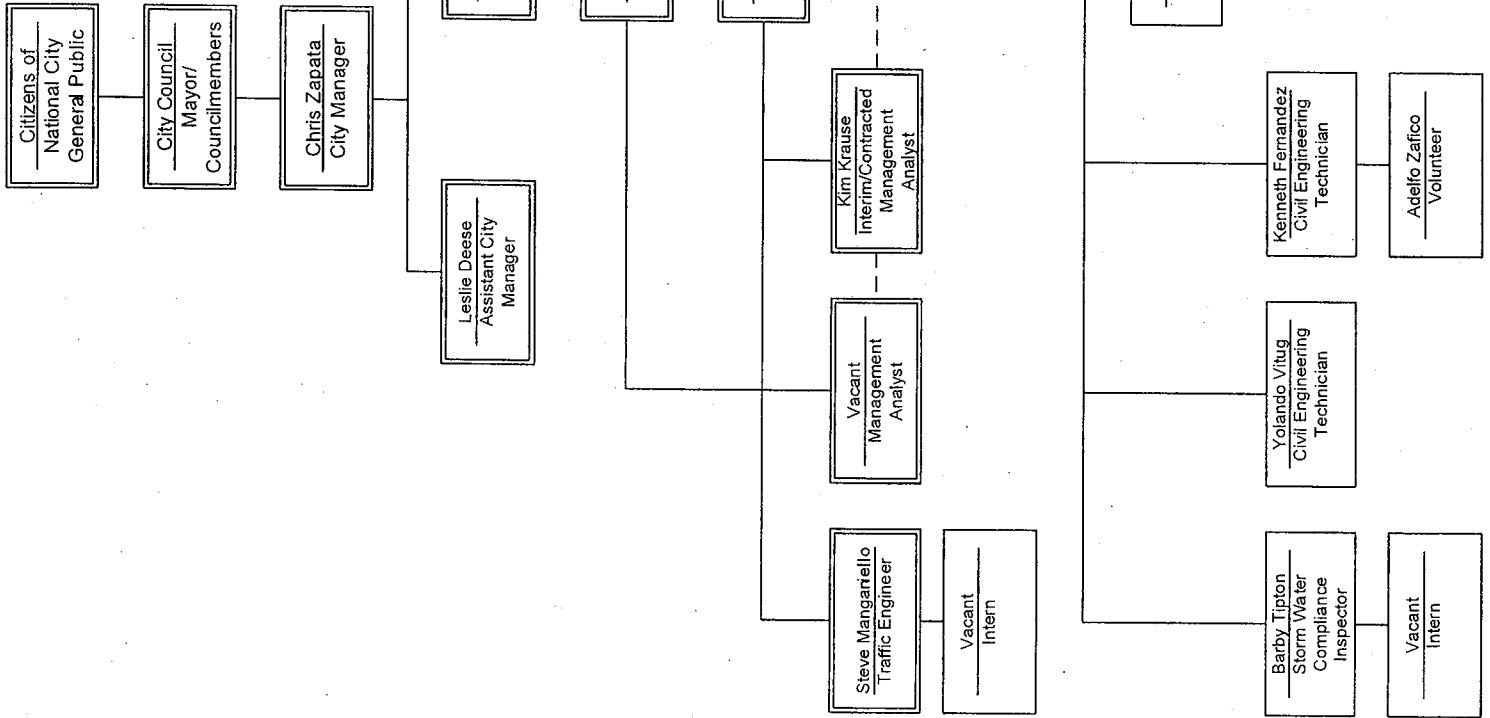 Citizens of
National City
General Public
City Council
Mayor/
Councilmembers
Chris Zapata
City Manager
Leslie Deese
Assistant City
Manager
Kim Krause
Interim/Contracted
Management
Analyst
Vacant
Management
Analyst
Steve Manganiello
Traffic Engineer
Vacant
Intern
Kenneth Fernandez
Civil Engineering
Technician
Adelfo Zafico
Volunteer
Yolando Vitug
Civil Engineering
Technician
Barby Tipton
Storm Water
Compliance
Inspector
Vacant
Intern